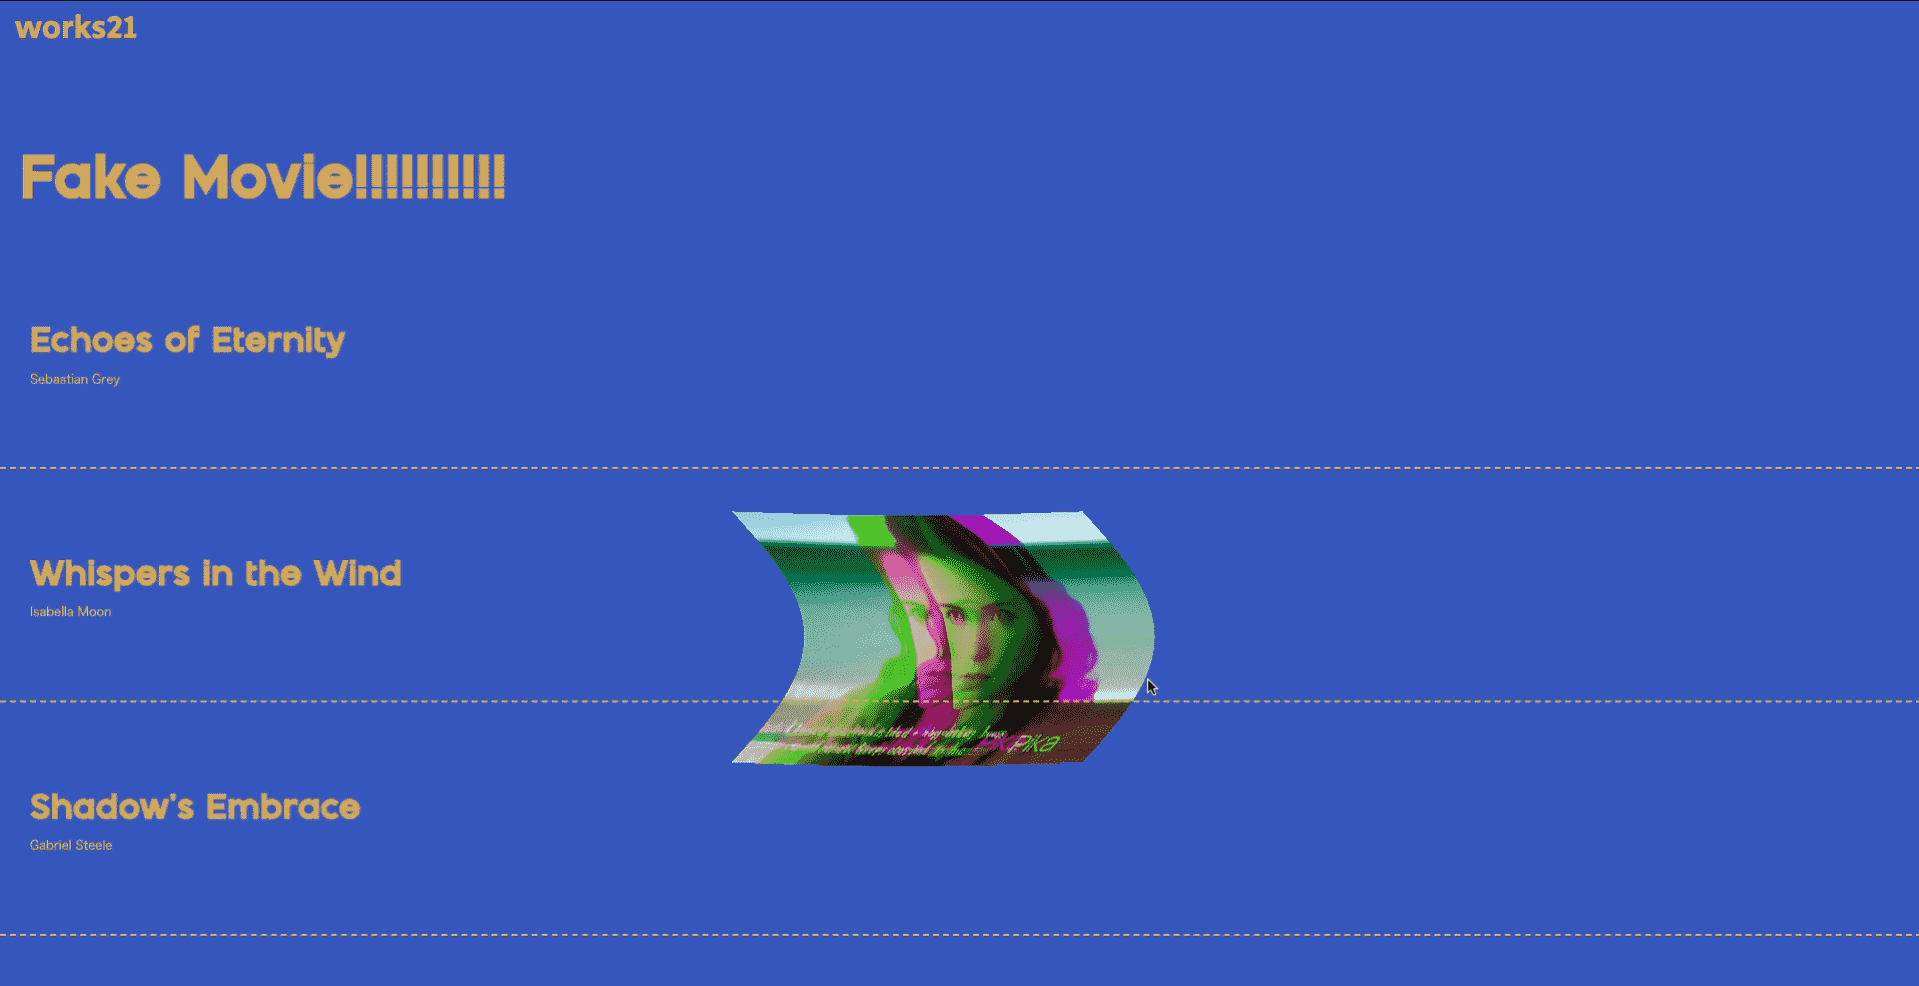 works21
Fake Movie!!!!!!!!!!
Echoes of Eternity
Sebastian Grey
Whispers in the Wind
Isabella Moon
PIKA
Shadow's Embrace
Gabriel Steele